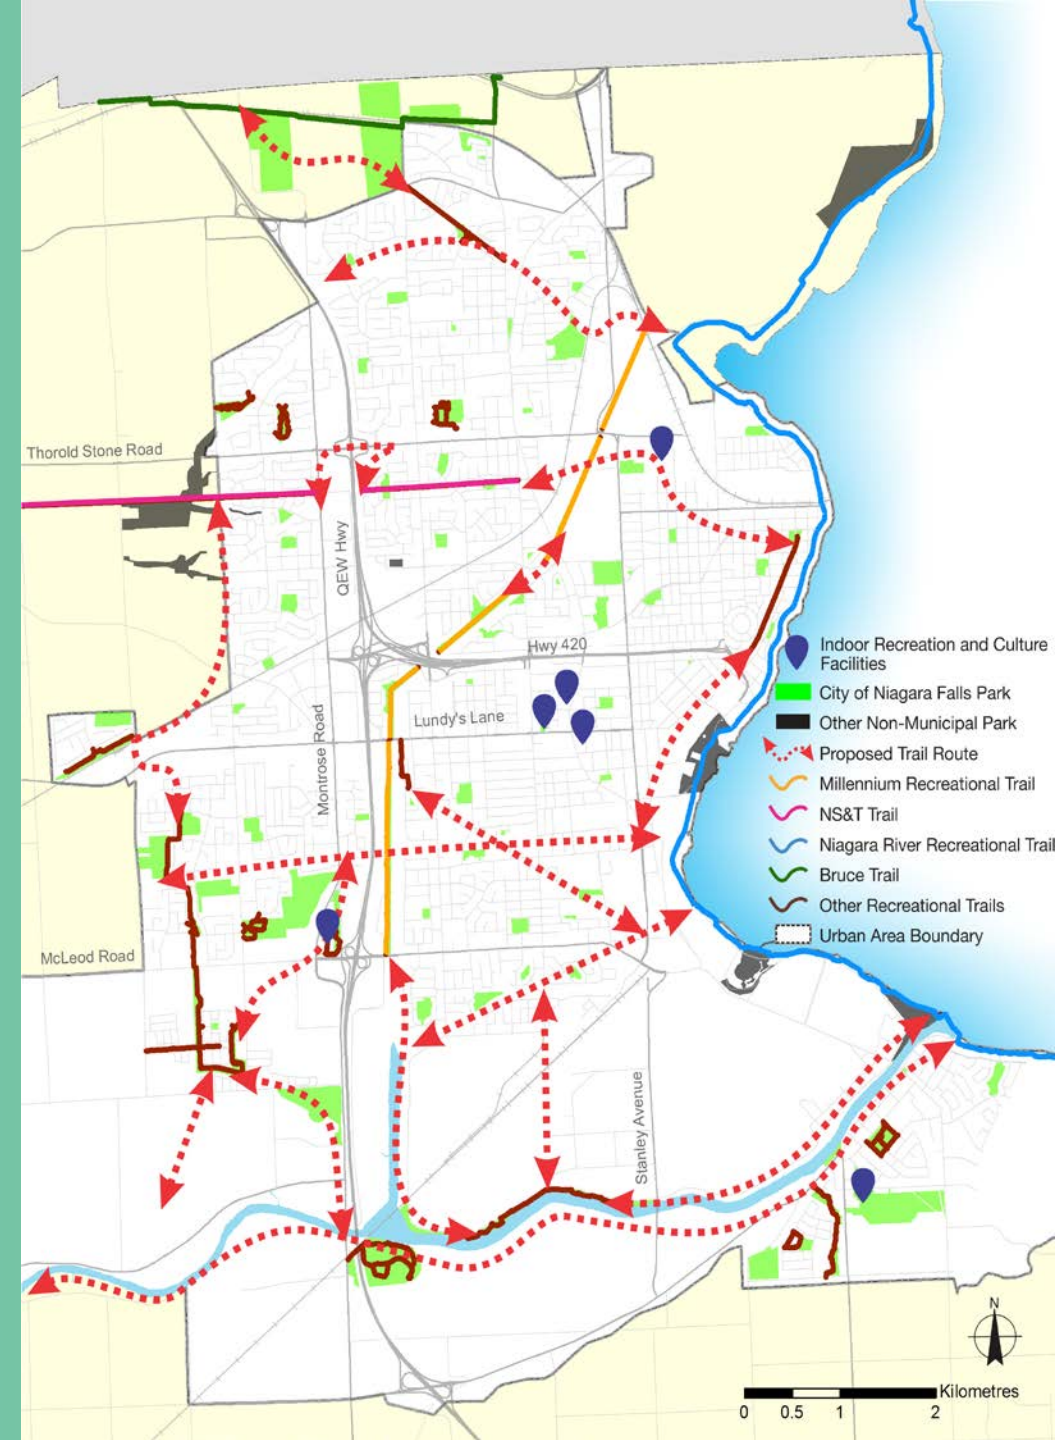 Thorold Stone Road
QEW Hwy
Hwy 420
Lundy's Lane
Montrose Road
McLeod Road
Stanley Avenue
Indoor Recreation and Culture
Facilities
City of Niagara Falls Park
Other Non-Municipal Park
Proposed Trail Route
Millennium Recreational Trail
NS&T Trail
Niagara River Recreational Trail
Bruce Trail
Other Recreational Trails
Urban Area Boundary
N
Kilometres
0 0.5 1 2